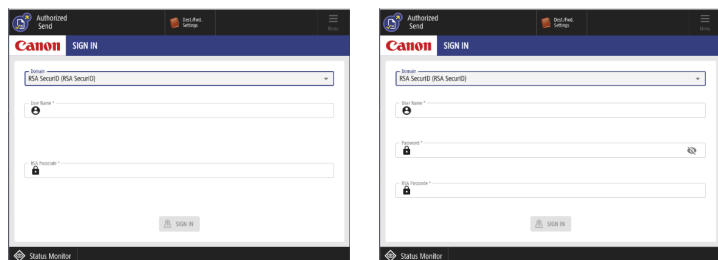 Authorized
Send
Dest./Fwd.
Settings
Menu
Canon SIGN IN
Domain
RSA SecurID (RSA SecurID)
User Name *
RSA Passcode *
SIGN IN
Status Monitor
Authorized
Send
Dest./Fwd.
Settings
Menu
Canon SIGN IN
Domain
RSA SecurID (RSA SecurID)
User Name *
Password *
RSA Passcode *
SIGN IN
Status Monitor